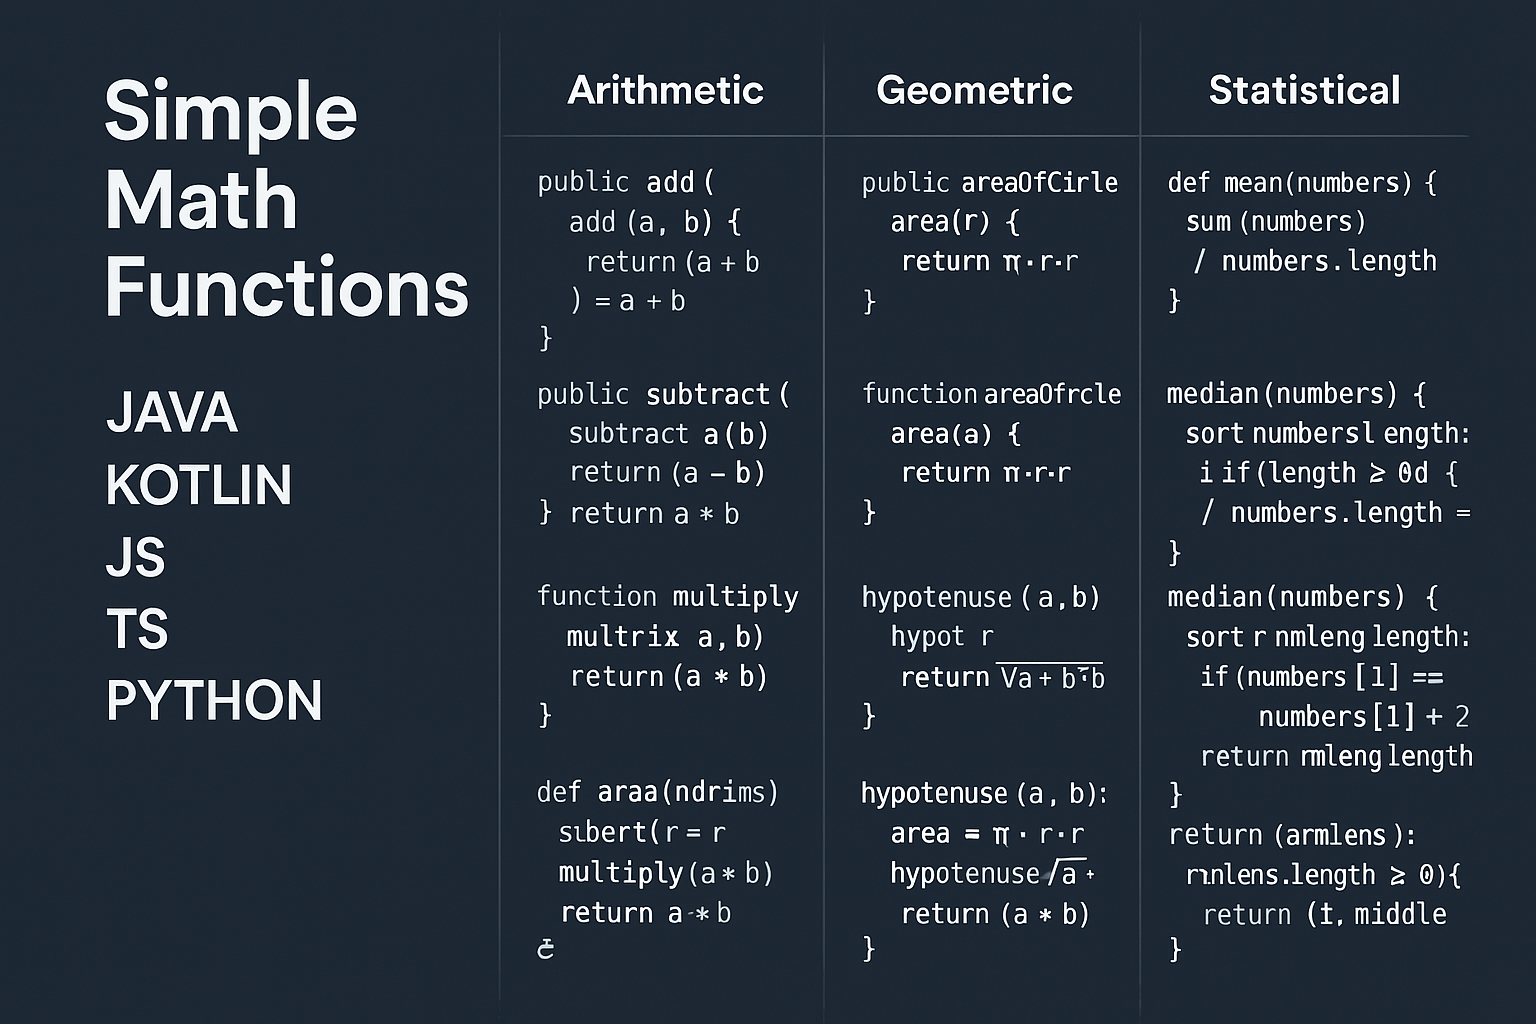 Simple
Math
Functions
JAVA
KOTLIN
JS
TS
PYTHON
Arithmetic
public add (
add (a, b) {
return (a + b
) = a + b
}
public subtract (
subtract a(b)
return (a – b)
} return a * b
function multiply
multrix a, b)
return (a * b)
}
def araa(ndrims)
sıbert(r = r
multiply(a * b)
return a * b
Geometric
public areaOfCirle
area(r) {
return π · r · r
}
function areaOfrcle
area(a) {
return π · r · r
}
hypotenuse (a,b)
hypot r
return √a + b·b
}
hypotenuse (a, b):
area = π · r · r
hypotenuse √a +
return (a * b)
}
Statistical
def mean(numbers) {
sum (numbers)
/ numbers.length
}
median(numbers) {
sort numbersl ength:
i if(length ≥ 0d {
/ numbers.length =
}
median(numbers) {
sort r nmleng length:
if (numbers [1] ==
numbers[1] + 2
return rmleng length
}
return (armlens ):
rınlens.length ≥ 0){
return (t, middle
}